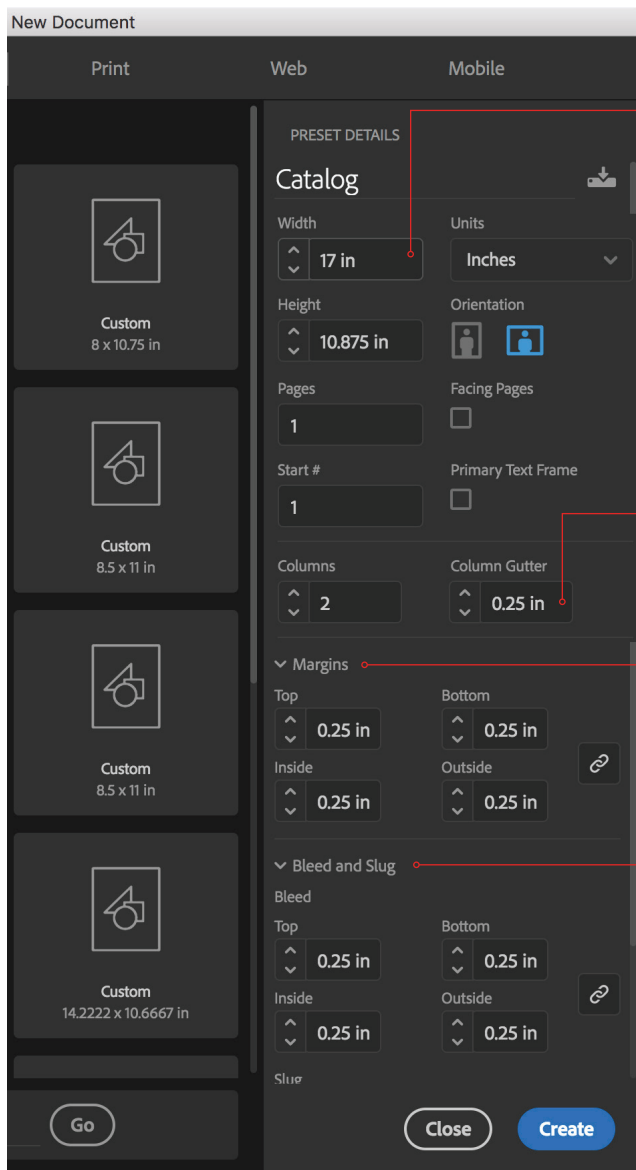 New Document
Print Web Mobile
Custom
8 x 10.75 in
Custom
8.5 x 11 in
Custom
8.5 x 11 in
Custom
14.2222 x 10.6667 in
Go
PRESET DETAILS
Catalog
Width Units
17 in Inches
Height Orientation
10.875 in
Pages Facing Pages
1
Start # Primary Text Frame
1
Columns Column Gutter
2 0.25 in
Margins
Top Bottom
0.25 in 0.25 in
Inside Outside
0.25 in 0.25 in
Bleed and Slug
Bleed
Top Bottom
0.25 in 0.25 in
Inside Outside
0.25 in 0.25 in
Slug
Close Create